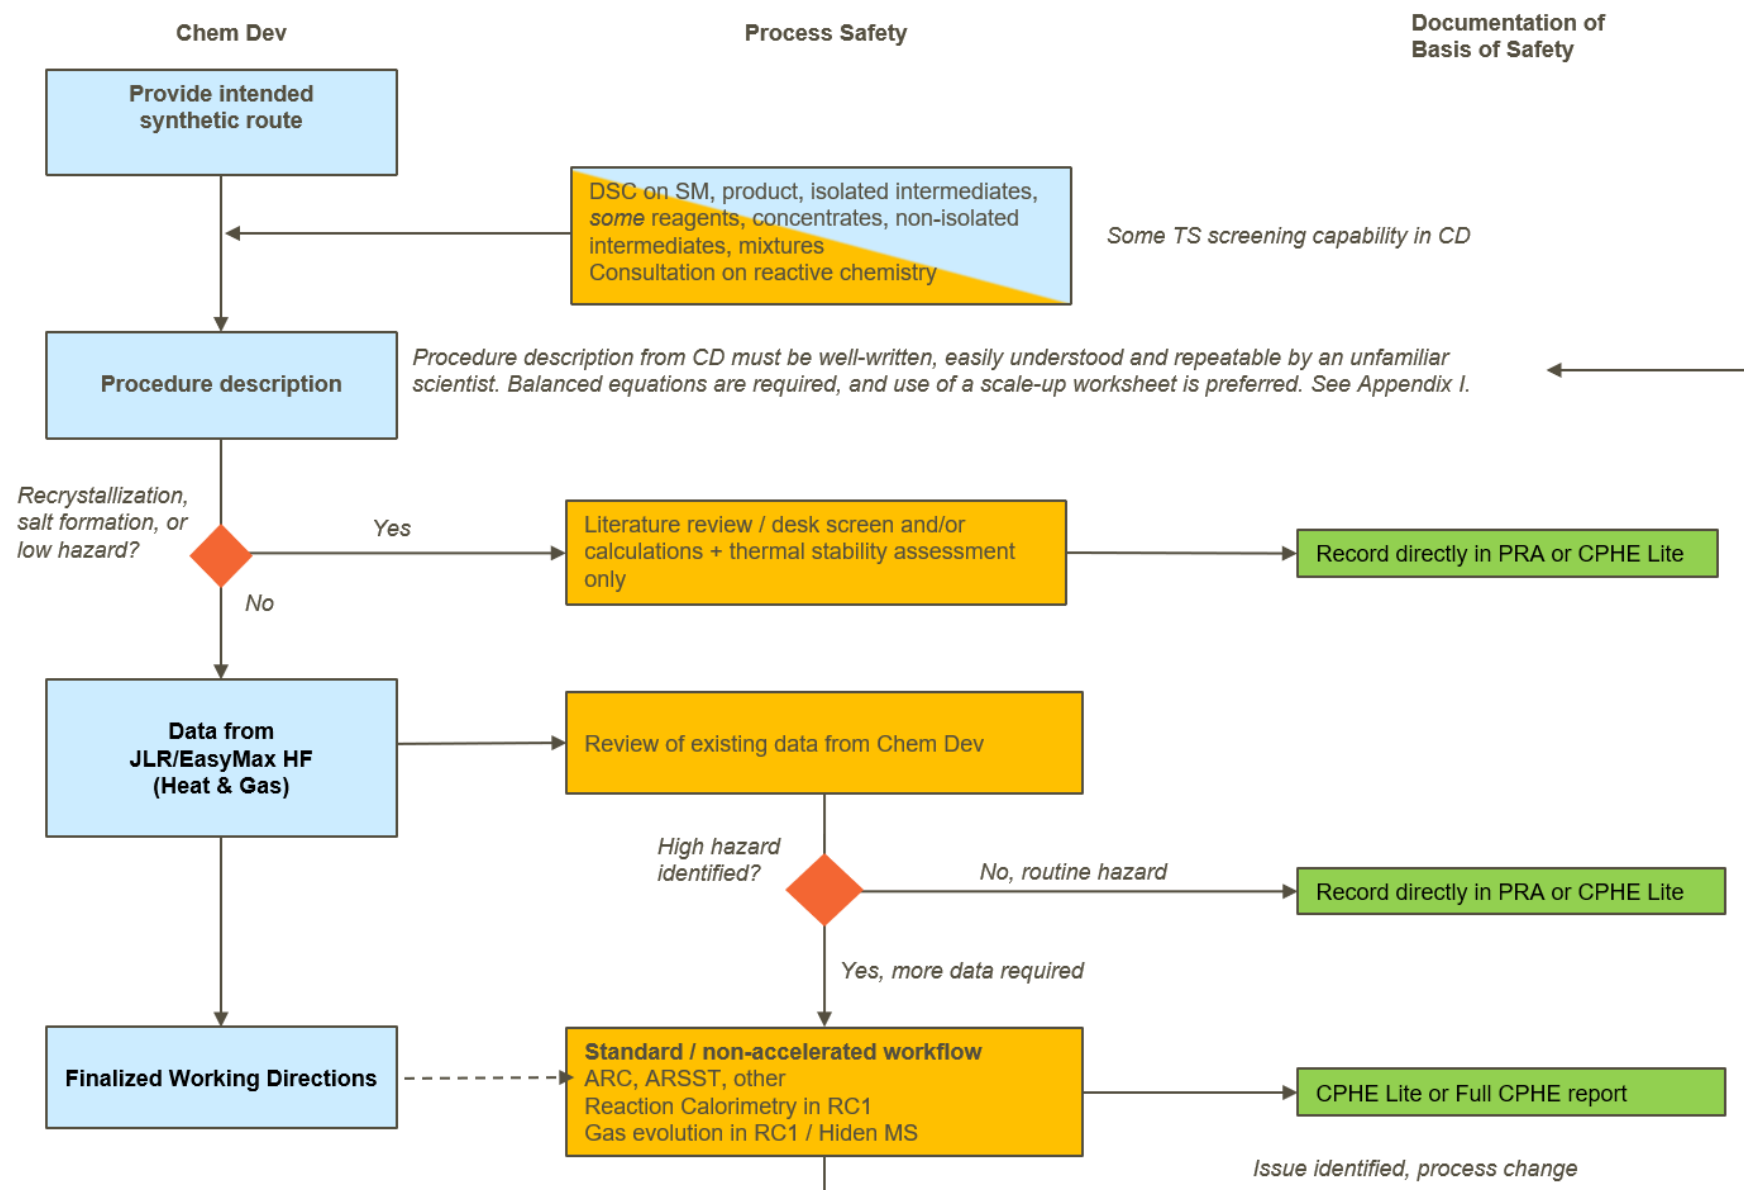 Chem Dev
Process Safety
Documentation of
Basis of Safety
Provide intended
synthetic route
DSC on SM, product, isolated intermediates,
some reagents, concentrates, non-isolated
intermediates, mixtures
Consultation on reactive chemistry
Some TS screening capability in CD
Procedure description
Procedure description from CD must be well-written, easily understood and repeatable by an unfamiliar
scientist. Balanced equations are required, and use of a scale-up worksheet is preferred. See Appendix I.
Recrystallization,
salt formation, or
low hazard?
Yes
Literature review / desk screen and/or
calculations + thermal stability assessment
only
Record directly in PRA or CPHE Lite
No
Data from
JLR/EasyMax HF
(Heat & Gas)
Review of existing data from Chem Dev
High hazard
identified?
No, routine hazard
Record directly in PRA or CPHE Lite
Yes, more data required
Finalized Working Directions
Standard / non-accelerated workflow
ARC, ARSST, other
Reaction Calorimetry in RC1
Gas evolution in RC1 / Hiden MS
CPHE Lite or Full CPHE report
Issue identified, process change